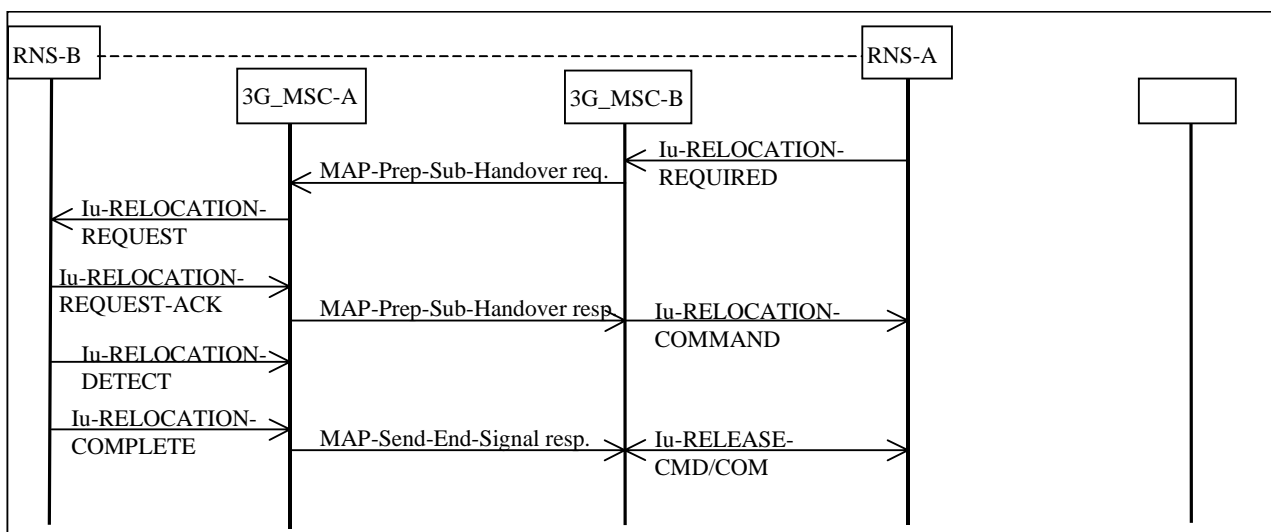 RNS-B
RNS-A
3G_MSC-A
3G_MSC-B
Iu-RELOCATION-
REQUIRED
MAP-Prep-Sub-Handover req.
Iu-RELOCATION-
REQUEST
Iu-RELOCATION-
REQUEST-ACK
MAP-Prep-Sub-Handover resp
Iu-RELOCATION-
COMMAND
Iu-RELOCATION-
DETECT
Iu-RELOCATION-
COMPLETE
MAP-Send-End-Signal resp.
Iu-RELEASE-
CMD/COM